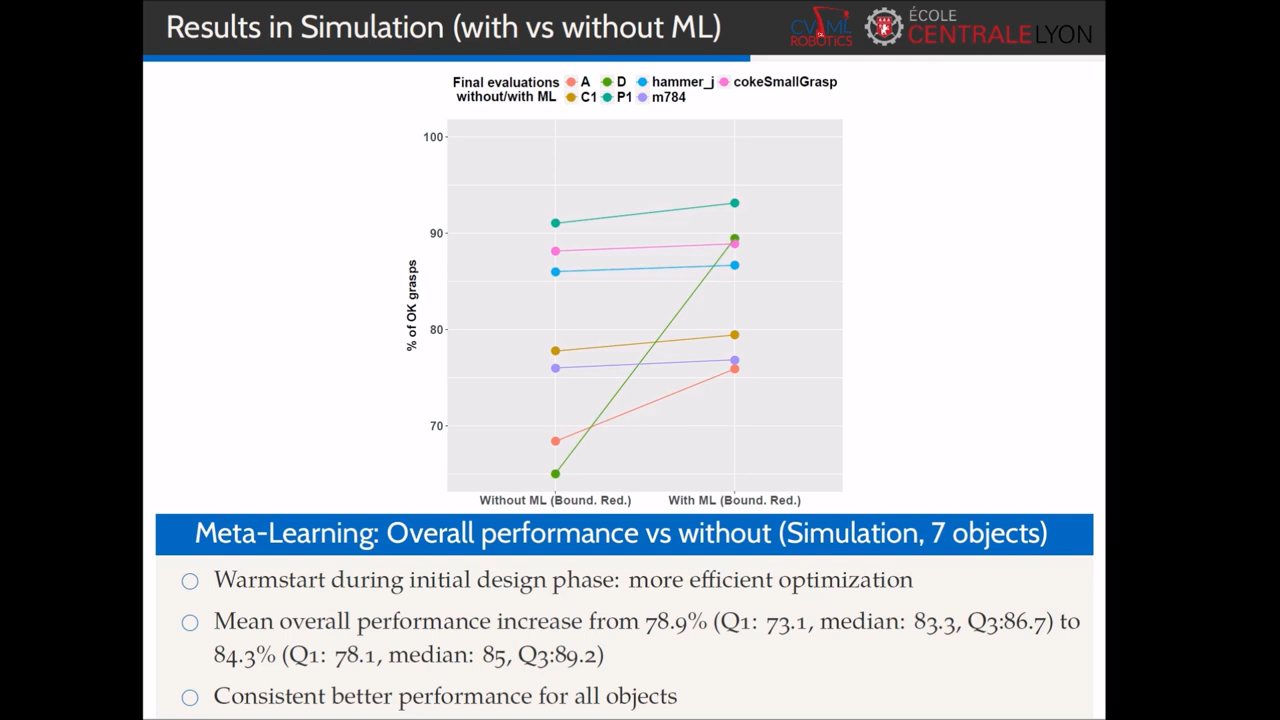 Results in Simulation (with vs without ML)
CV ML
ROBOTICS
ÉCOLE
CENTRALELYON
Final evaluations A D hammer_j cokeSmallGrasp
without/with ML C1 P1 m784
100
90
80
70
% of OK grasps
Without ML (Bound. Red.) With ML (Bound. Red.)
Meta-Learning: Overall performance vs without (Simulation, 7 objects)
Warmstart during initial design phase: more efficient optimization
Mean overall performance increase from 78.9% (Q1: 73.1, median: 83.3, Q3:86.7) to
84.3% (Q1: 78.1, median: 85, Q3:89.2)
Consistent better performance for all objects